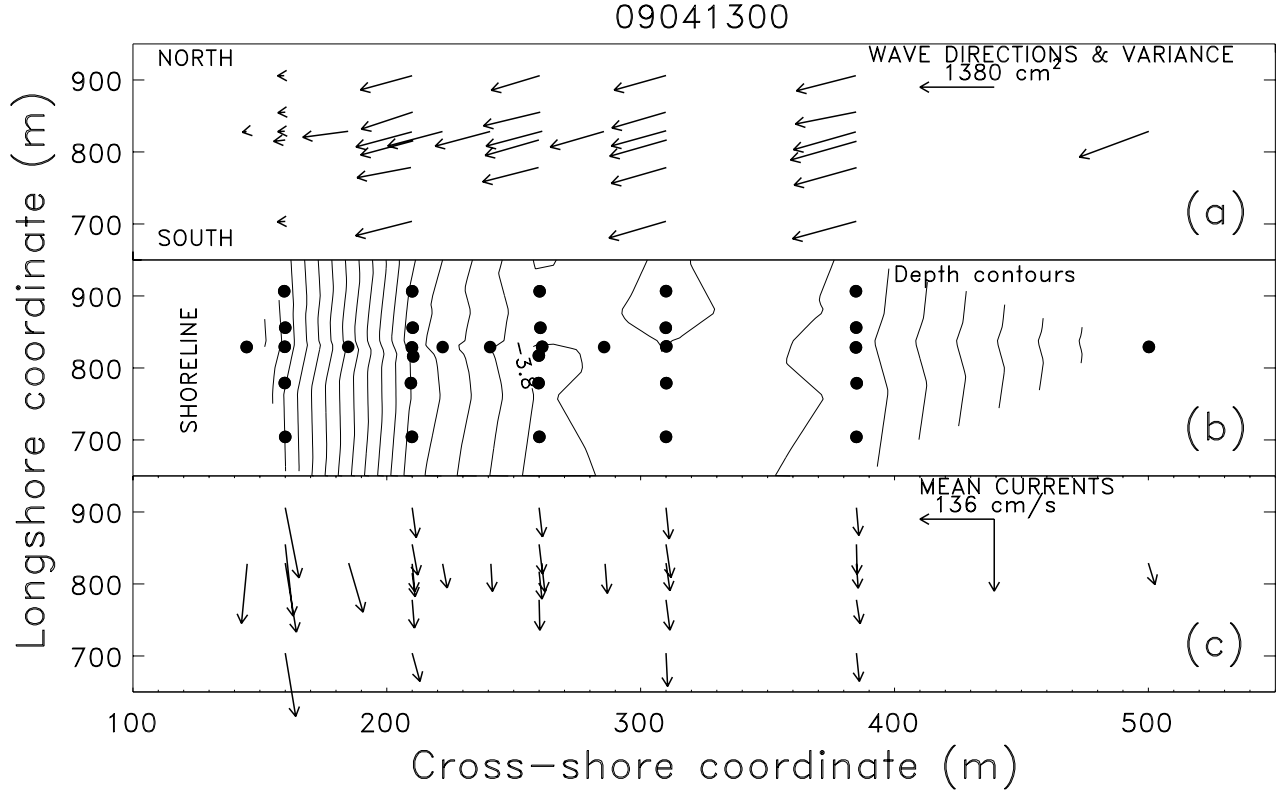 09041300
NORTH
WAVE DIRECTIONS & VARIANCE
1380 cm²
900
800
700
SOUTH
(a)
Depth contours
900
800
700
SHORELINE
−3.8
(b)
MEAN CURRENTS
136 cm/s
900
800
700
(c)
100 200 300 400 500
Cross−shore coordinate (m)
Longshore coordinate (m)